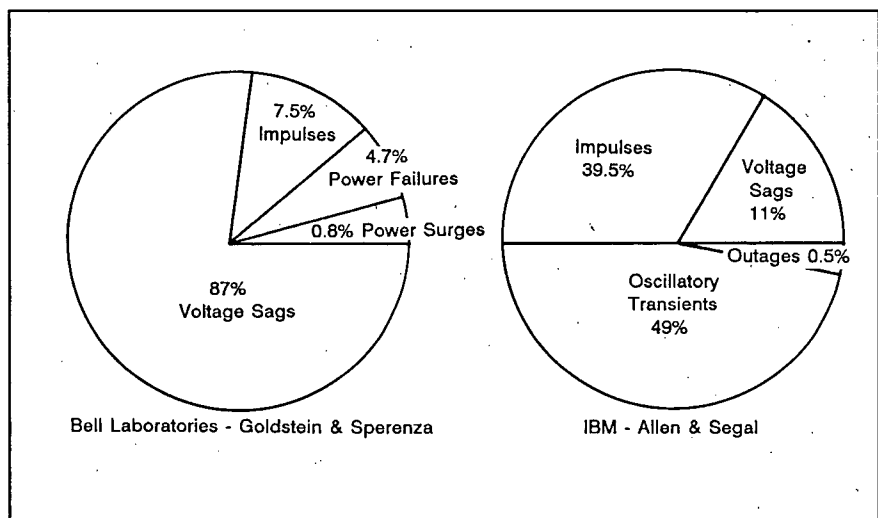 7.5%
Impulses
4.7%
Power Failures
0.8% Power Surges
87%
Voltage Sags
Bell Laboratories - Goldstein & Sperenza
Impulses
39.5%
Voltage
Sags
11%
Outages 0.5%
Oscillatory
Transients
49%
IBM - Allen & Segal